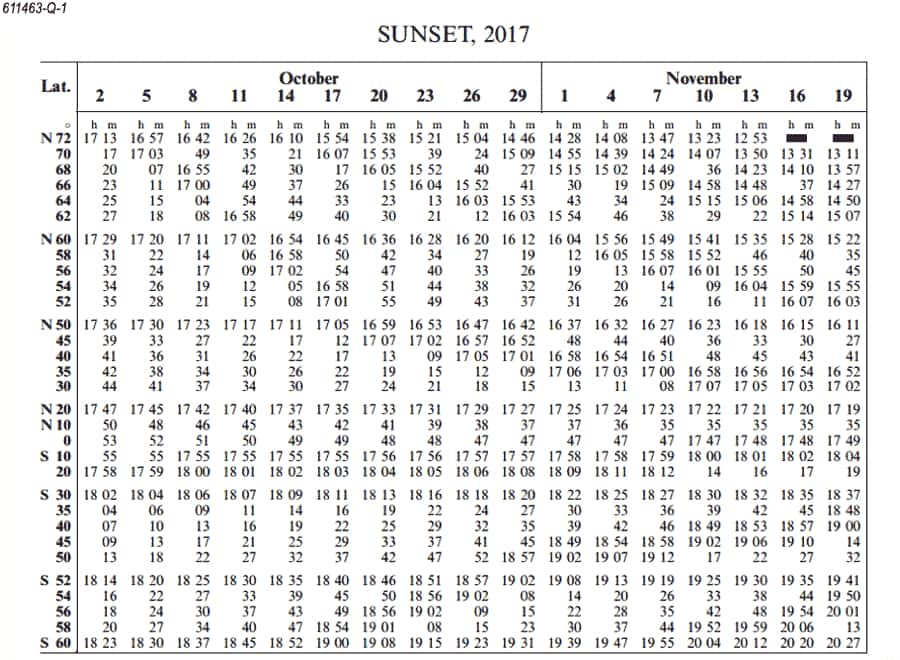 611463-Q-1
SUNSET, 2017
Lat. October November
2 5 8 11 14 17 20 23 26 29 1 4 7 10 13 16 19
° h m h m h m h m h m h m h m h m h m h m h m h m h m h m h m h m h m
N 72 17 13 16 57 16 42 16 26 16 10 15 54 15 38 15 21 15 04 14 46 14 28 14 08 13 47 13 23 12 53
70 17 17 03 49 35 21 16 07 15 53 39 24 15 09 14 55 14 39 14 24 14 07 13 50 13 31 13 11
68 20 07 16 55 42 30 17 16 05 15 52 40 27 15 15 15 02 14 49 36 14 23 14 10 13 57
66 23 11 17 00 49 37 26 15 16 04 15 52 41 30 19 15 09 14 58 14 48 37 14 27
64 25 15 04 54 44 33 23 13 16 03 15 53 43 34 24 15 15 15 06 14 58 14 50
62 27 18 08 16 58 49 40 30 21 12 16 03 15 54 46 38 29 22 15 14 15 07
N 60 17 29 17 20 17 11 17 02 16 54 16 45 16 36 16 28 16 20 16 12 16 04 15 56 15 49 15 41 15 35 15 28 15 22
58 31 22 14 06 16 58 50 42 34 27 19 12 16 05 15 58 15 52 46 40 35
56 32 24 17 09 17 02 54 47 40 33 26 19 13 16 07 16 01 15 55 50 45
54 34 26 19 12 05 16 58 51 44 38 32 26 20 14 09 16 04 15 59 15 55
52 35 28 21 15 08 17 01 55 49 43 37 31 26 21 16 11 16 07 16 03
N 50 17 36 17 30 17 23 17 17 17 11 17 05 16 59 16 53 16 47 16 42 16 37 16 32 16 27 16 23 16 18 16 15 16 11
45 39 33 27 22 17 12 17 07 17 02 16 57 16 52 48 44 40 36 33 30 27
40 41 36 31 26 22 17 13 09 17 05 17 01 16 58 16 54 16 51 48 45 43 41
35 42 38 34 30 26 22 19 15 12 09 17 06 17 03 17 00 16 58 16 56 16 54 16 52
30 44 41 37 34 30 27 24 21 18 15 13 11 08 17 07 17 05 17 03 17 02
N 20 17 47 17 45 17 42 17 40 17 37 17 35 17 33 17 31 17 29 17 27 17 25 17 24 17 23 17 22 17 21 17 20 17 19
N 10 50 48 46 45 43 42 41 39 38 37 37 36 35 35 35 35 35
0 53 52 51 50 49 49 48 48 47 47 47 47 47 17 47 17 48 17 48 17 49
S 10 55 55 17 55 17 55 17 55 17 55 17 56 17 56 17 57 17 57 17 58 17 58 17 59 18 00 18 01 18 02 18 04
20 17 58 17 59 18 00 18 01 18 02 18 03 18 04 18 05 18 06 18 08 18 09 18 11 18 12 14 16 17 19
S 30 18 02 18 04 18 06 18 07 18 09 18 11 18 13 18 16 18 18 18 20 18 22 18 25 18 27 18 30 18 32 18 35 18 37
35 04 06 09 11 14 16 19 22 24 27 30 33 36 39 42 45 18 48
40 07 10 13 16 19 22 25 29 32 35 39 42 46 18 49 18 53 18 57 19 00
45 09 13 17 21 25 29 33 37 41 45 18 49 18 54 18 58 19 02 19 06 19 10 14
50 13 18 22 27 32 37 42 47 52 18 57 19 02 19 07 19 12 17 22 27 32
S 52 18 14 18 20 18 25 18 30 18 35 18 40 18 46 18 51 18 57 19 02 19 08 19 13 19 19 19 25 19 30 19 35 19 41
54 16 22 27 33 39 45 50 18 56 19 02 08 14 20 26 33 38 44 19 50
56 18 24 30 37 43 49 18 56 19 02 09 15 22 28 35 42 48 19 54 20 01
58 20 27 34 40 47 18 54 19 01 08 15 23 30 37 44 19 52 19 59 20 06 13
S 60 18 23 18 30 18 37 18 45 18 52 19 00 19 08 19 15 19 23 19 31 19 39 19 47 19 55 20 04 20 12 20 20 20 27